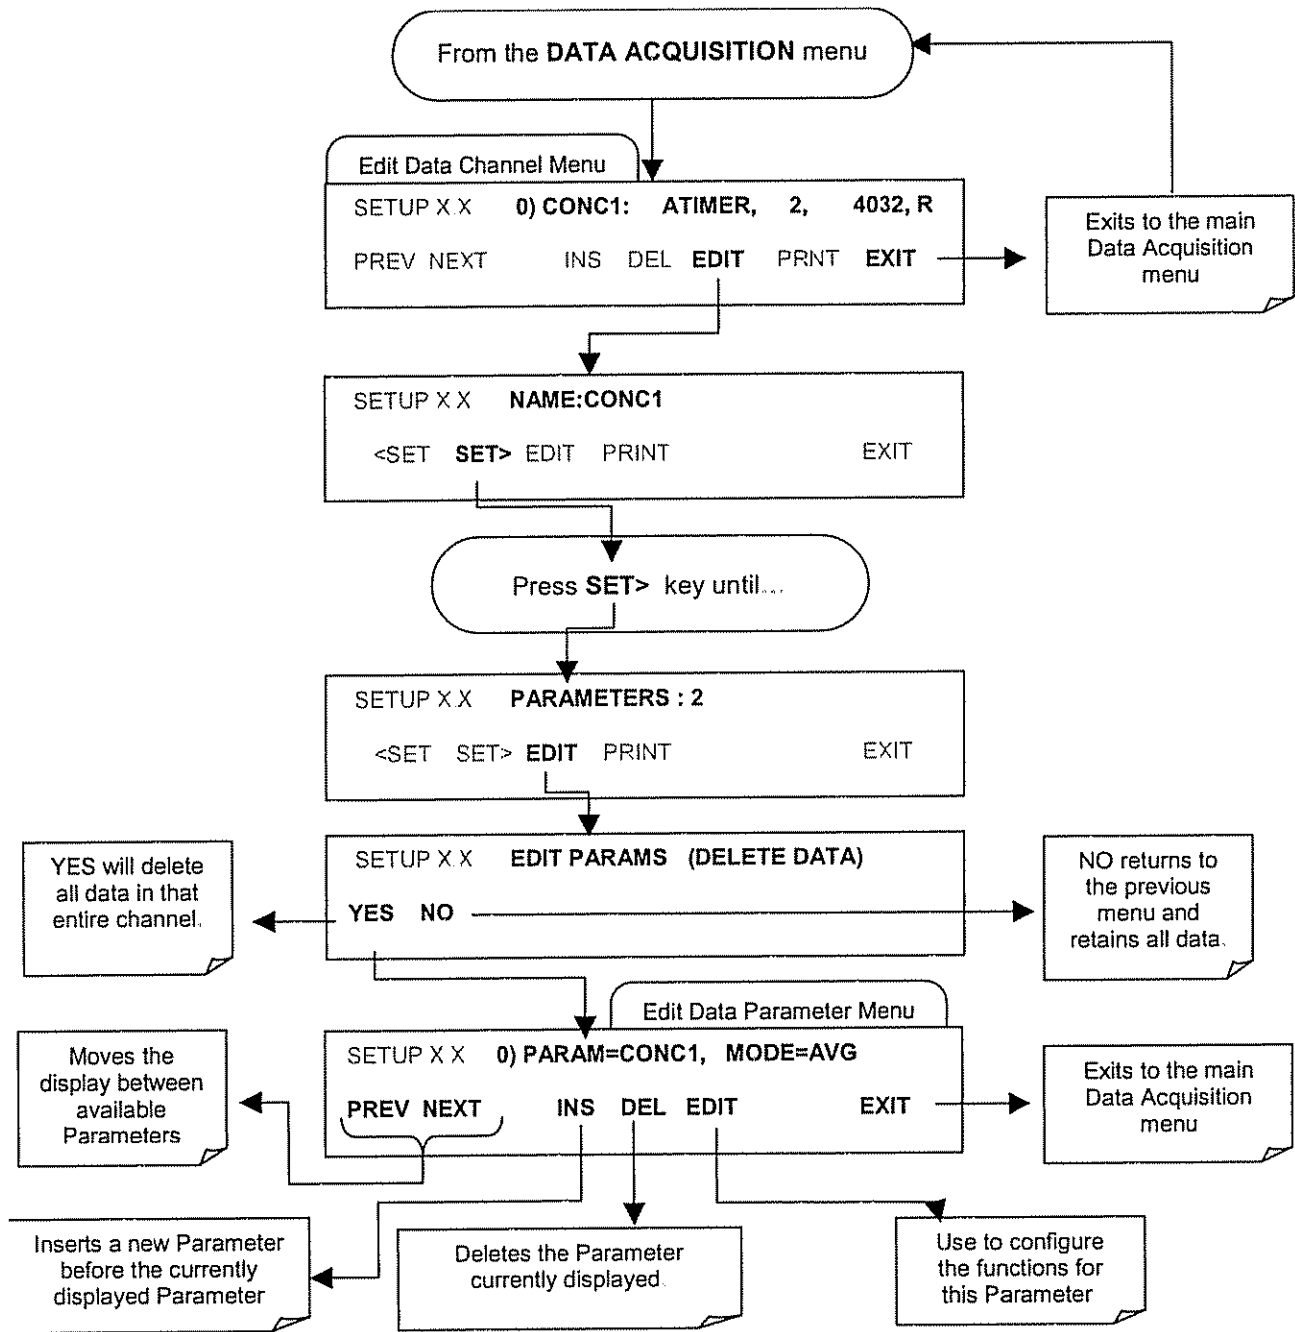 From the DATA ACQUISITION menu
Edit Data Channel Menu
SETUP X.X 0) CONC1: ATIMER, 2, 4032, R
PREV NEXT INS DEL EDIT PRNT EXIT
Exits to the main
Data Acquisition
menu
SETUP X X NAME:CONC1
<SET SET> EDIT PRINT EXIT
Press SET> key until...
SETUP X.X PARAMETERS : 2
<SET SET> EDIT PRINT EXIT
YES will delete
all data in that
entire channel.
SETUP X.X EDIT PARAMS (DELETE DATA)
YES NO
NO returns to
the previous
menu and
retains all data.
Edit Data Parameter Menu
Moves the
display between
available
Parameters
SETUP X X 0) PARAM=CONC1, MODE=AVG
PREV NEXT INS DEL EDIT EXIT
Exits to the main
Data Acquisition
menu
Inserts a new Parameter
before the currently
displayed Parameter
Deletes the Parameter
currently displayed.
Use to configure
the functions for
this Parameter